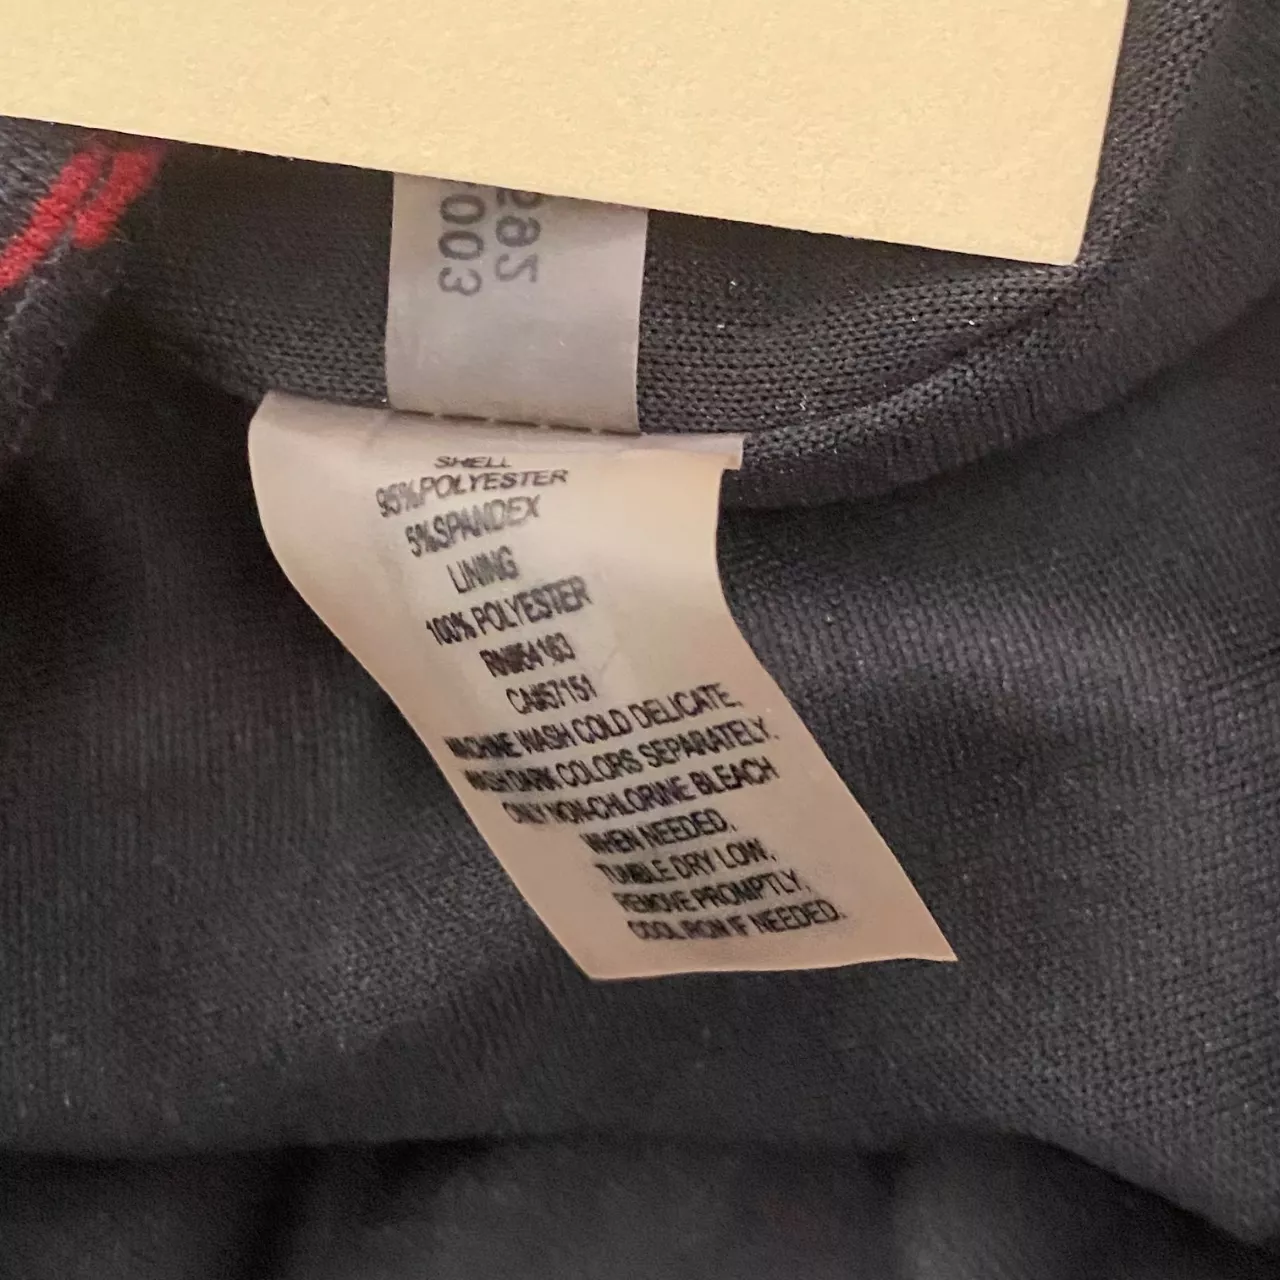 SHELL
95%POLYESTER
5%SPANDEX
LINING
100% POLYESTER
RN#54163
CA#57151
MACHINE WASH COLD DELICATE.
WASH DARK COLORS SEPARATELY.
ONLY NON-CHLORINE BLEACH
WHEN NEEDED.
TUMBLE DRY LOW.
REMOVE PROMPTLY.
COOL IRON IF NEEDED.